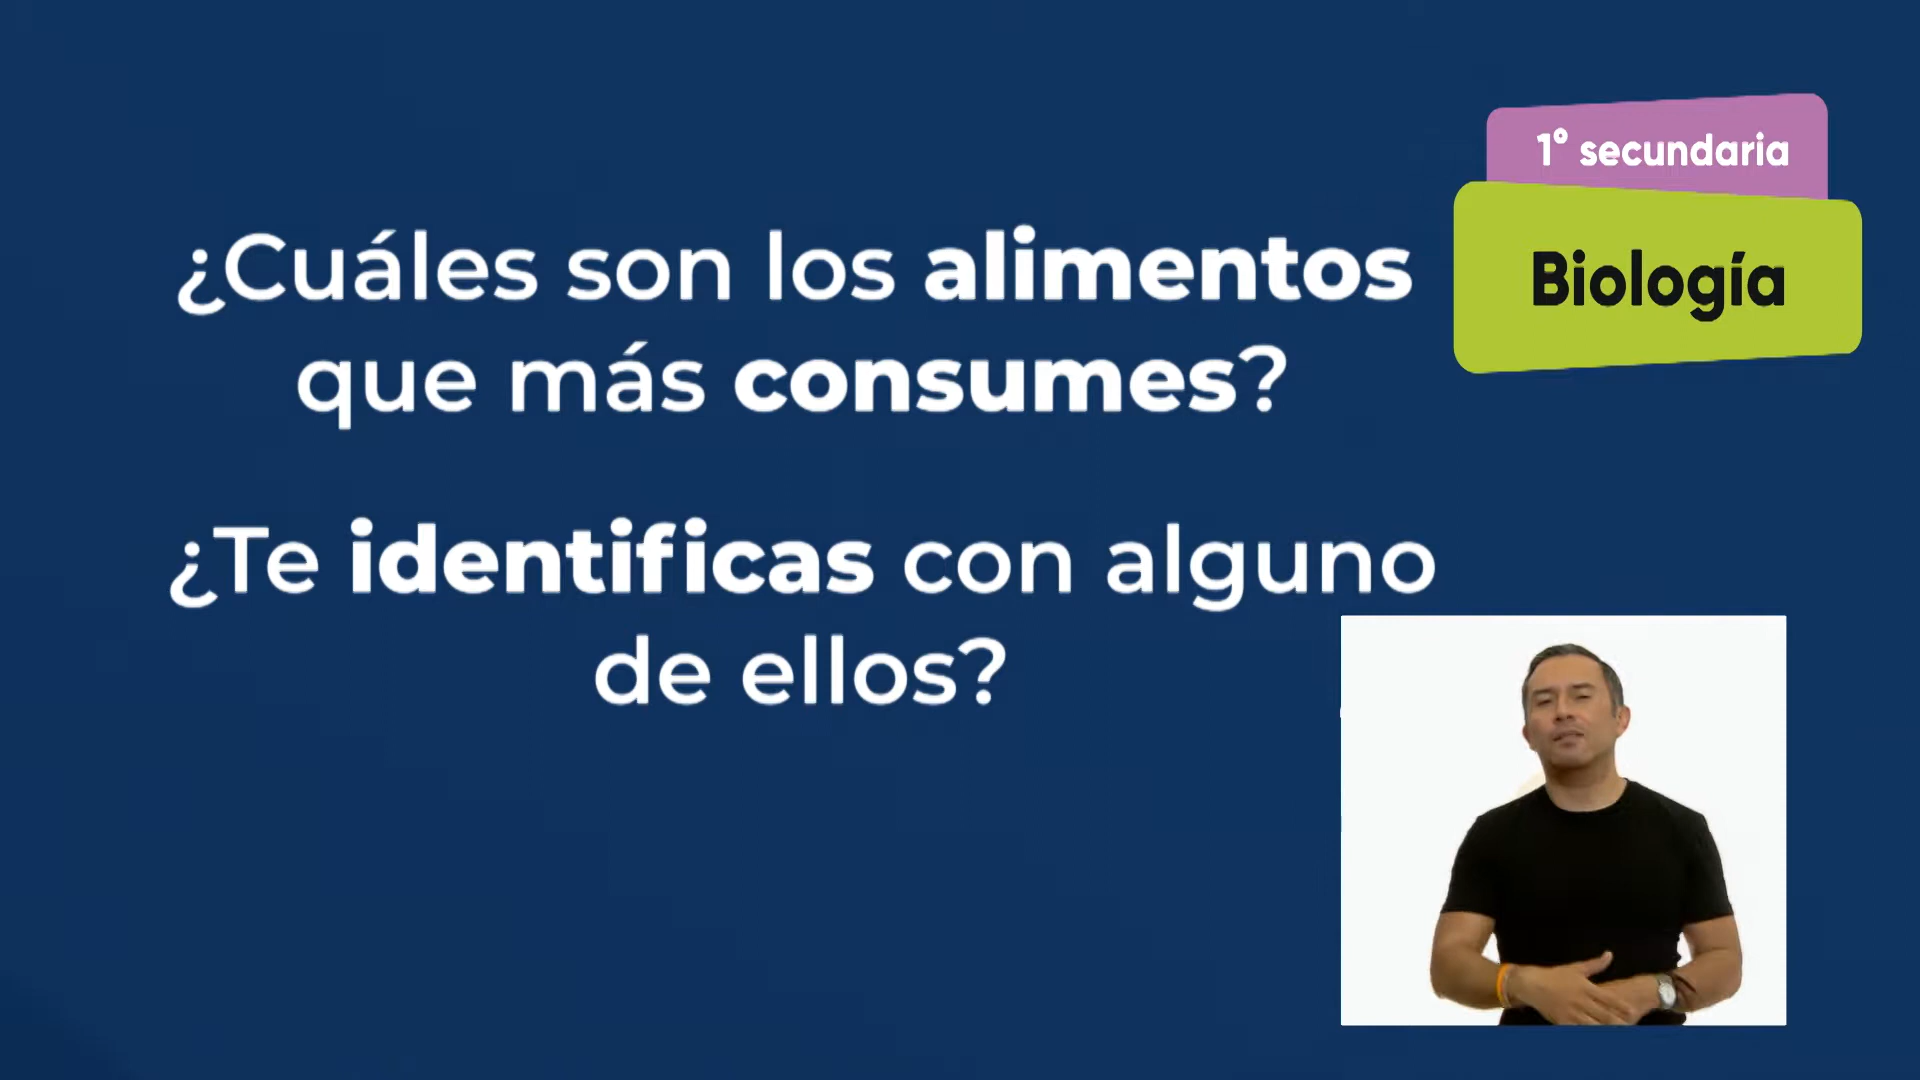 1° secundaria
Biología
¿Cuáles son los alimentos
que más consumes?
¿Te identificas con alguno
de ellos?